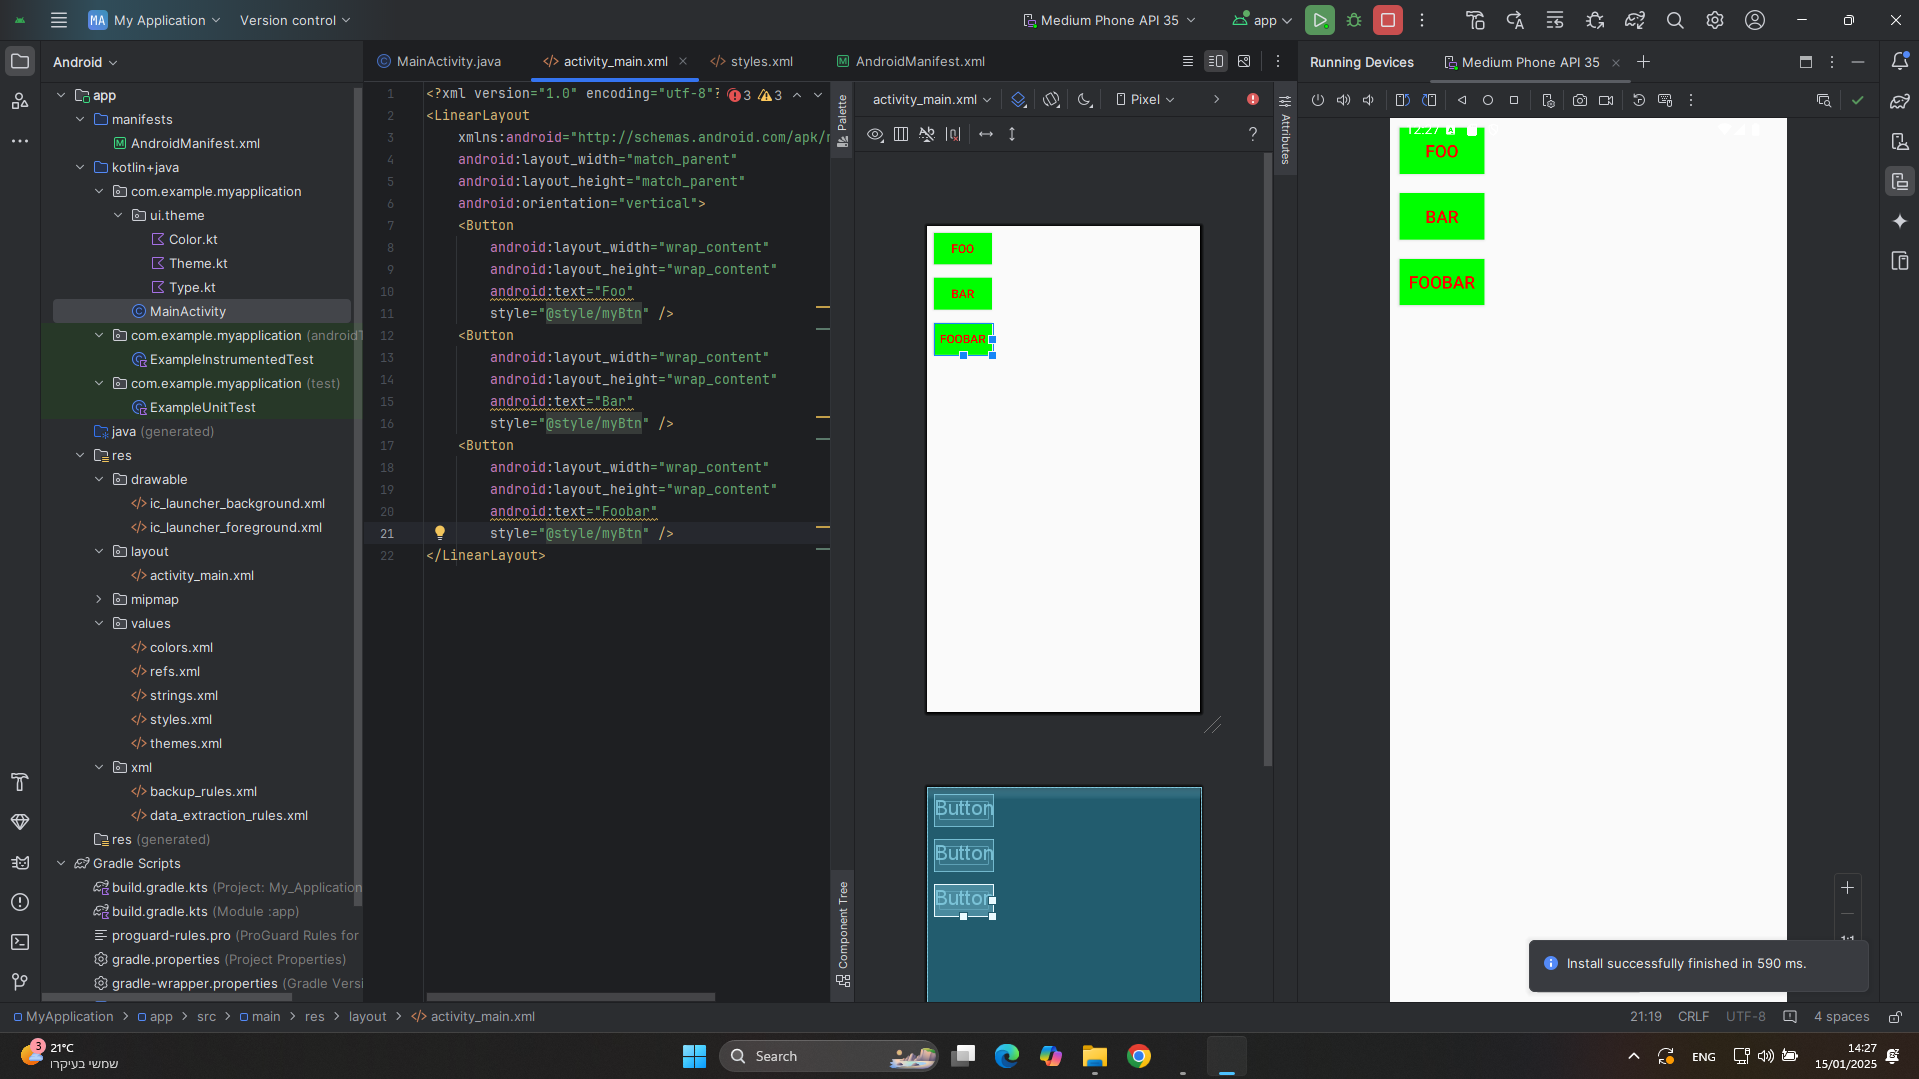 MA My Application Version control Medium Phone API 35 app
Android
MainActivity.java activity_main.xml styles.xml AndroidManifest.xml
Running Devices Medium Phone API 35
app
manifests
AndroidManifest.xml
kotlin+java
com.example.myapplication
ui.theme
Color.kt
Theme.kt
Type.kt
MainActivity
com.example.myapplication
ExampleInstrumentedTest
com.example.myapplication (test)
ExampleUnitTest
java (generated)
res
drawable
ic_launcher_background.xml
ic_launcher_foreground.xml
layout
activity_main.xml
mipmap
values
colors.xml
refs.xml
strings.xml
styles.xml
themes.xml
xml
backup_rules.xml
data_extraction_rules.xml
res (generated)
Gradle Scripts
build.gradle.kts (Project: My_Application
build.gradle.kts (Module :app)
proguard-rules.pro (ProGuard Rules for
gradle.properties (Project Properties)
gradle-wrapper.properties (Gradle Versi
1 <?xml version="1.0" encoding="utf-8"? 3 3
2 <LinearLayout
3 xmlns:android="http://schemas.android.com/apk/r
4 android:layout_width="match_parent"
5 android:layout_height="match_parent"
6 android:orientation="vertical">
7 <Button
8 android:layout_width="wrap_content"
9 android:layout_height="wrap_content"
10 android:text="Foo"
11 style="@style/myBtn" />
12 <Button
13 android:layout_width="wrap_content"
14 android:layout_height="wrap_content"
15 android:text="Bar"
16 style="@style/myBtn" />
17 <Button
18 android:layout_width="wrap_content"
19 android:layout_height="wrap_content"
20 android:text="Foobar"
21 style="@style/myBtn" />
22 </LinearLayout>
Palette
Component Tree
activity_main.xml Pixel
?
Attributes
FOO
BAR
FOOBAR
Button
Button
Button
12:27
FOO
BAR
FOOBAR
1:1
Install successfully finished in 590 ms.
MyApplication > app > src > main > res > layout > activity_main.xml
21:19 CRLF UTF-8 4 spaces
3
21°C
שמשי בעיקרו
Search
ENG
14:27
15/01/2025